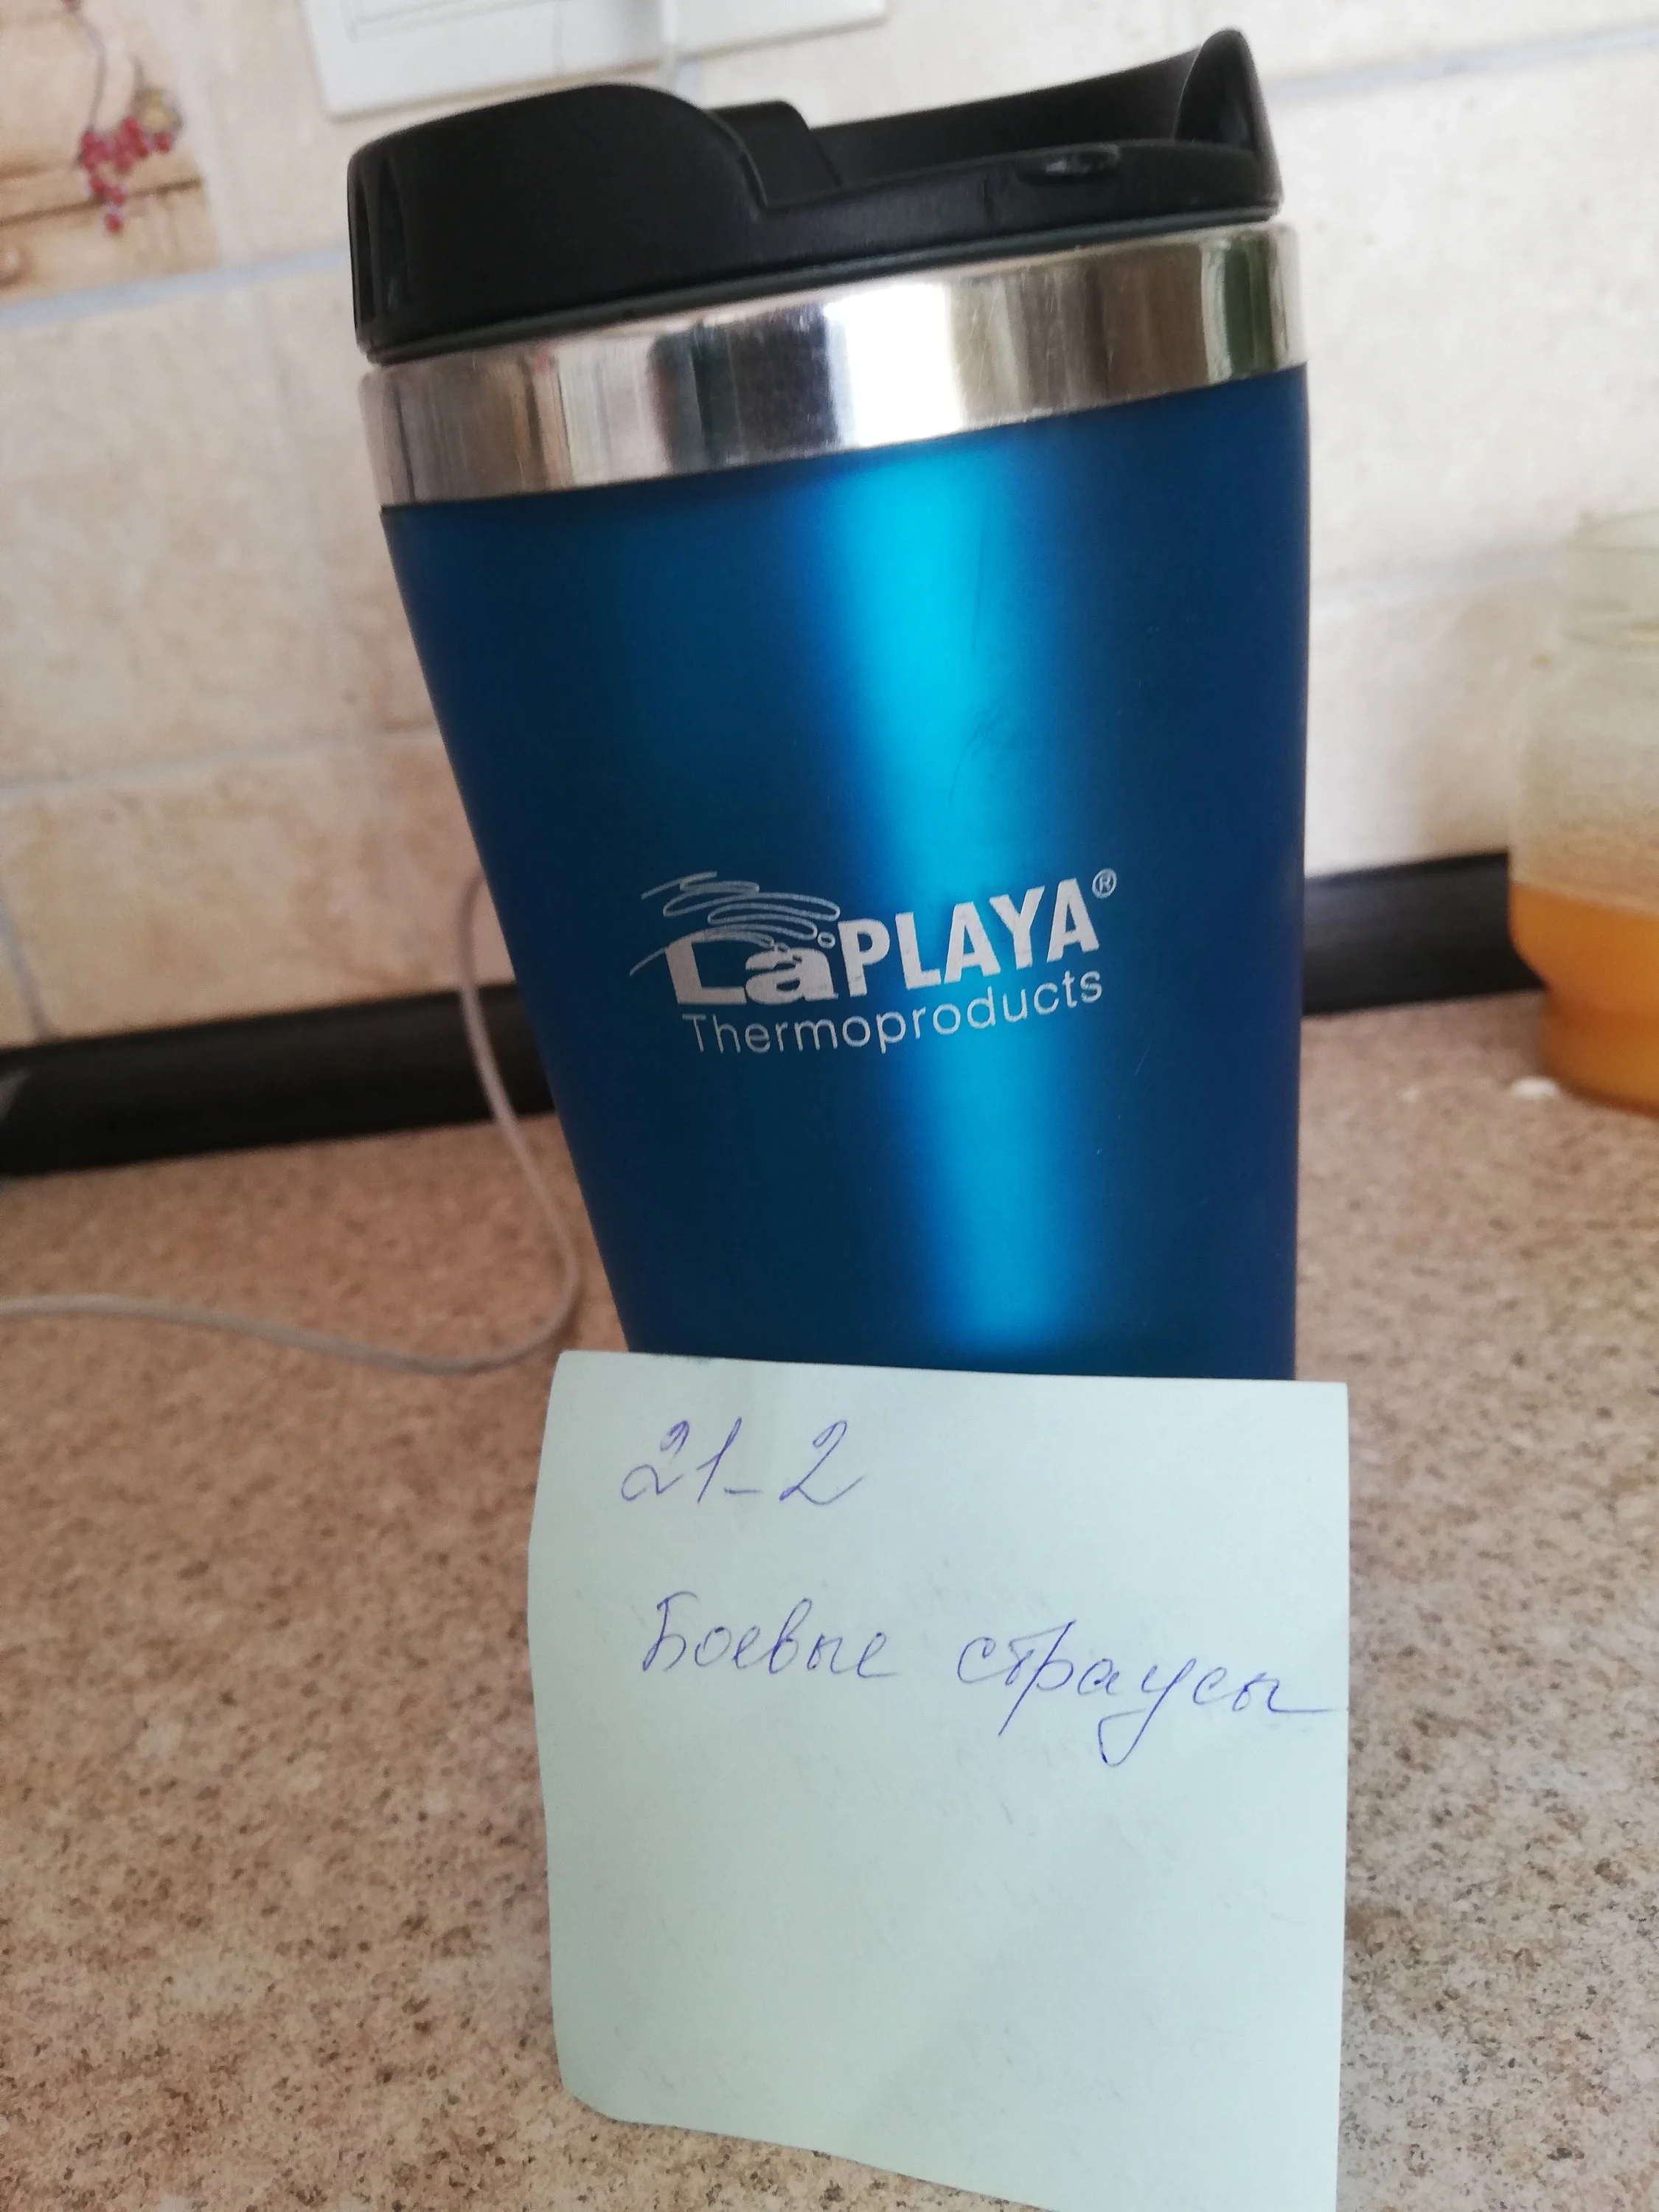 LaPLAYA®
Thermoproducts
21-2
Боевые страусы